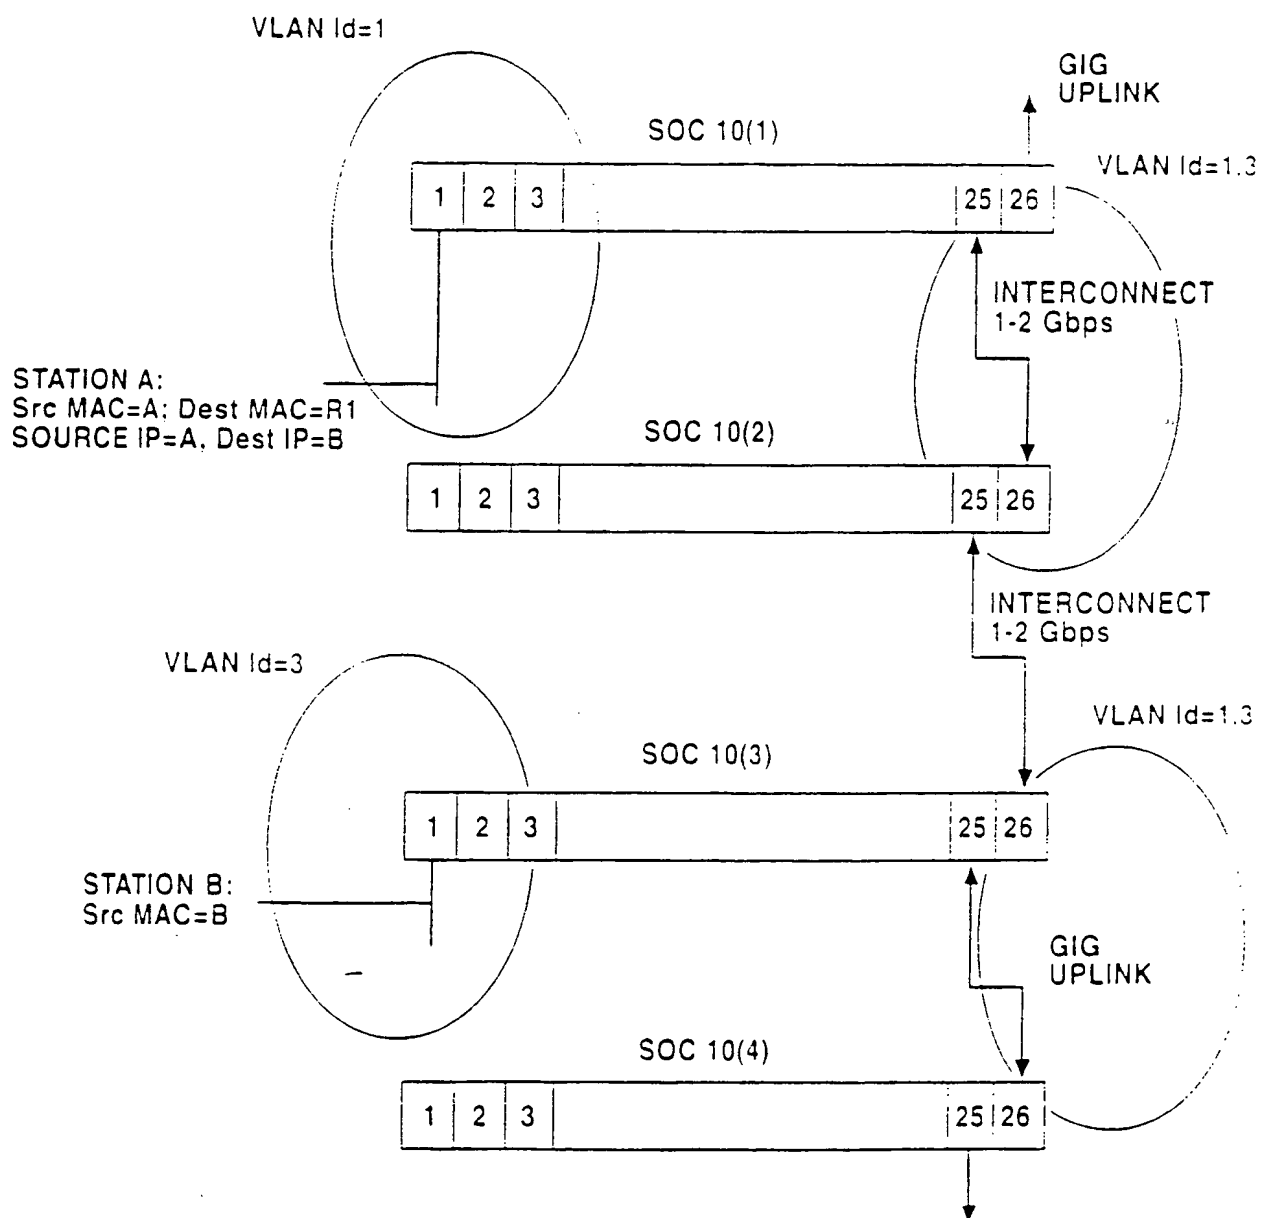 VLAN Id=1
GIG
UPLINK
SOC 10(1)
VLAN Id=1.3
1 2 3 25 26
INTERCONNECT
1-2 Gbps
STATION A:
Src MAC=A; Dest MAC=R1
SOURCE IP=A, Dest IP=B
SOC 10(2)
1 2 3 25 26
INTERCONNECT
1-2 Gbps
VLAN Id=3
VLAN Id=1.3
SOC 10(3)
1 2 3 25 26
STATION B:
Src MAC=B
GIG
UPLINK
SOC 10(4)
1 2 3 25 26